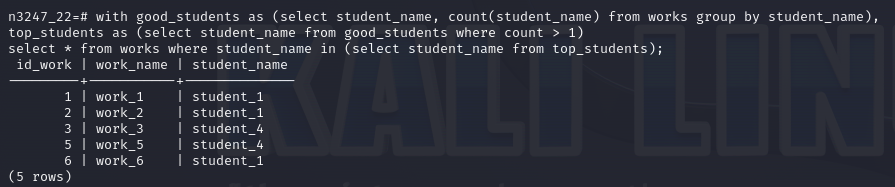 n3247_22=# with good_students as (select student_name, count(student_name) from works group by student_name),
top_students as (select student_name from good_students where count > 1)
select * from works where student_name in (select student_name from top_students);
 id_work | work_name | student_name
---------+-----------+--------------
       1 | work_1    | student_1
       2 | work_2    | student_1
       3 | work_3    | student_4
       5 | work_5    | student_4
       6 | work_6    | student_1
(5 rows)
KALI LIN